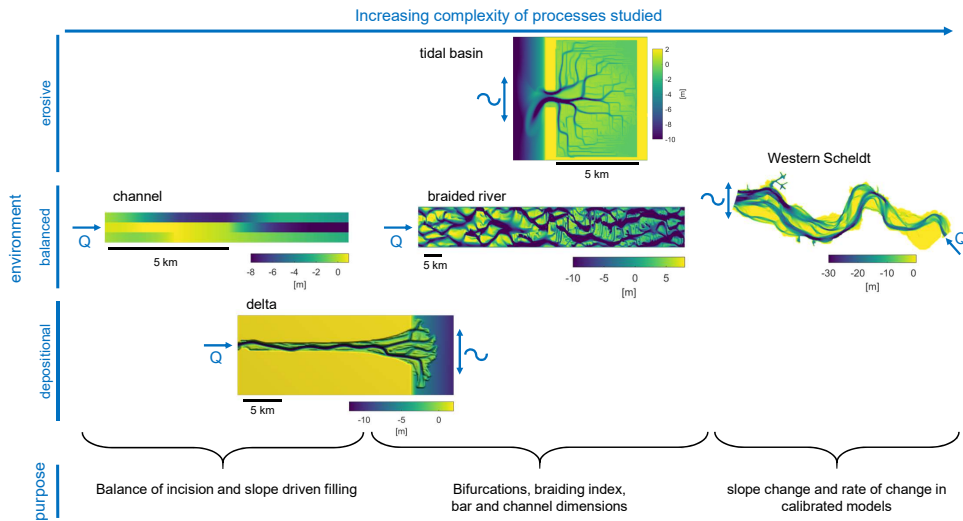 Increasing complexity of processes studied
tidal basin
2
0
-2
-4
-6
-8
-10
[m]
5 km
erosive
environment
balanced
depositional
purpose
channel
Q
5 km
-8 -6 -4 -2 0
[m]
braided river
Q
5 km
-10 -5 0 5
[m]
Western Scheldt
Q
-30 -20 -10 0
[m]
delta
Q
5 km
-10 -5 0
[m]
Balance of incision and slope driven filling
Bifurcations, braiding index,
bar and channel dimensions
slope change and rate of change in
calibrated models